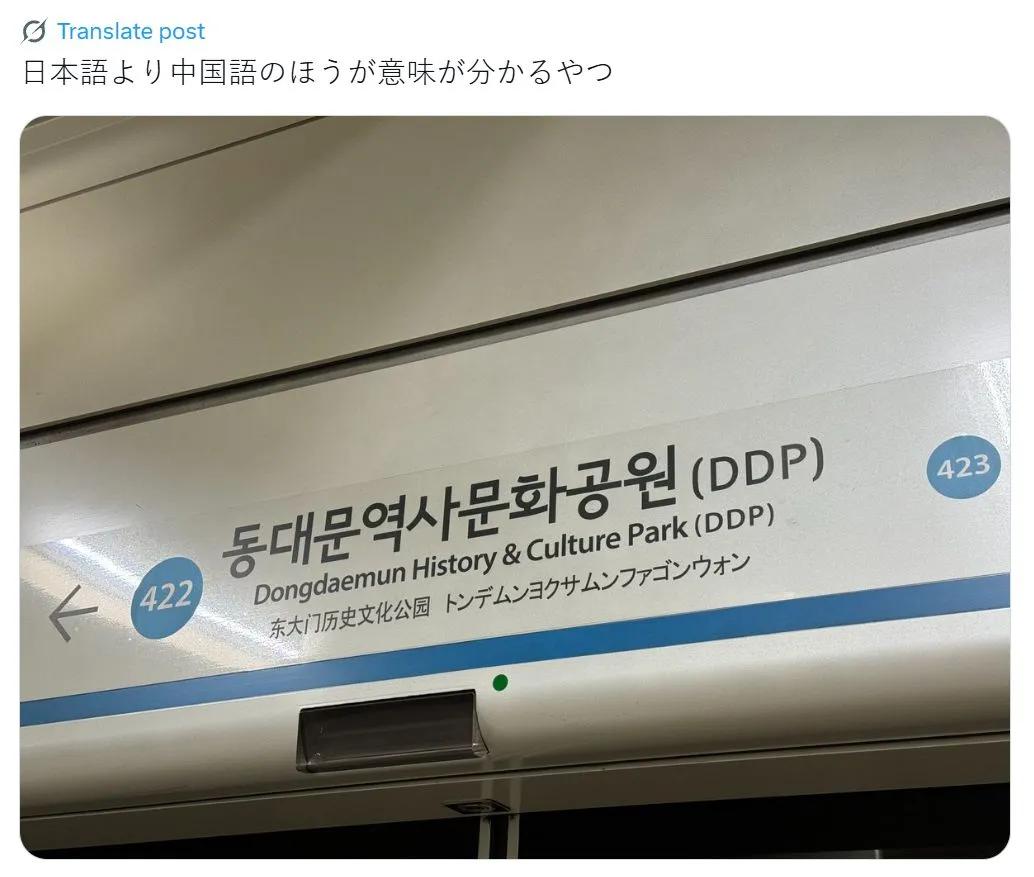 Translate post
日本語より中国語のほうが意味が分かるやつ
동대문역사문화공원 (DDP)
423
Dongdaemun History & Culture Park (DDP)
422
东大门历史文化公园 トンデムンヨクサムンファゴンウォン